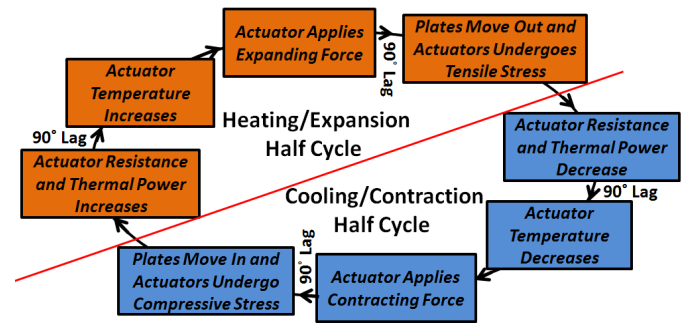 Actuator Applies
Expanding Force
90° Lag
Plates Move Out and
Actuators Undergoes
Tensile Stress
Actuator
Temperature
Increases
Heating/Expansion
Half Cycle
90° Lag
Actuator Resistance
and Thermal Power
Increases
Actuator Resistance
and Thermal Power
Decrease
90° Lag
Cooling/Contraction
Half Cycle
Actuator
Temperature
Decreases
Plates Move In and
Actuators Undergo
Compressive Stress
90° Lag
Actuator Applies
Contracting Force